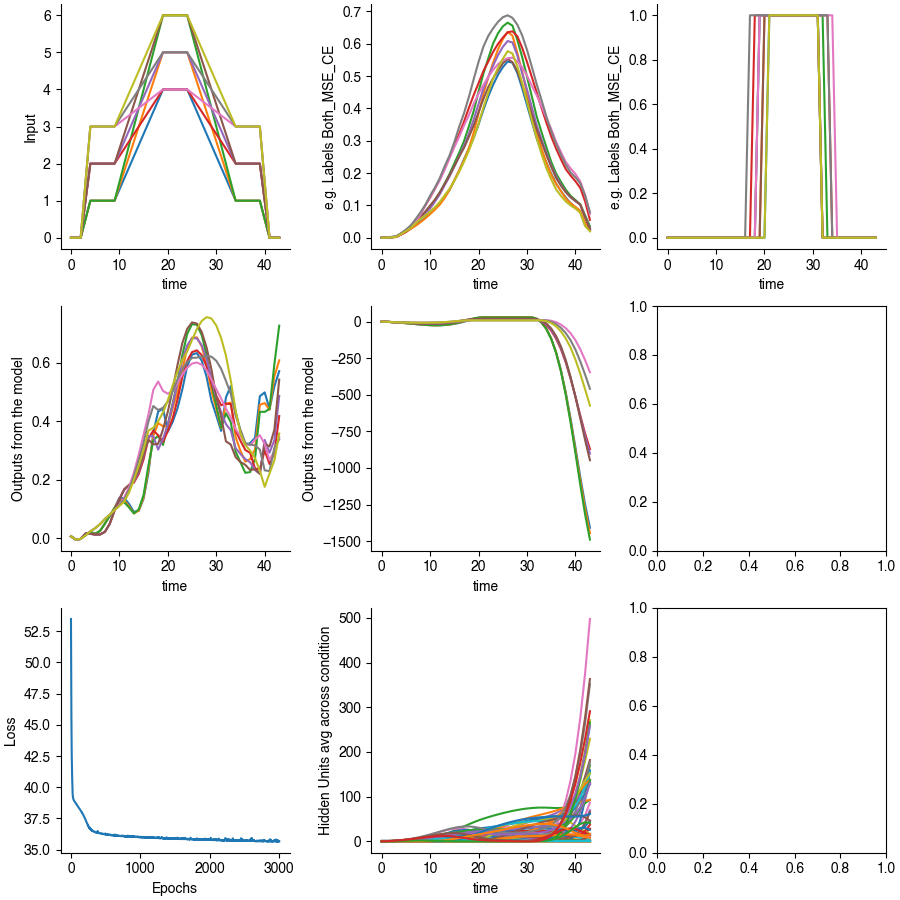 Input
6
5
4
3
2
1
0
0 10 20 30 40
time
e.g. Labels Both_MSE_CE
0.7
0.6
0.5
0.4
0.3
0.2
0.1
0.0
0 10 20 30 40
time
e.g. Labels Both_MSE_CE
1.0
0.8
0.6
0.4
0.2
0.0
0 10 20 30 40
time
Outputs from the model
0.6
0.4
0.2
0.0
0 10 20 30 40
time
Outputs from the model
0
−250
−500
−750
−1000
−1250
−1500
0 10 20 30 40
time
1.0
0.8
0.6
0.4
0.2
0.0
0.0 0.2 0.4 0.6 0.8 1.0
Loss
52.5
50.0
47.5
45.0
42.5
40.0
37.5
35.0
0 1000 2000 3000
Epochs
Hidden Units avg across condition
500
400
300
200
100
0
0 10 20 30 40
time
1.0
0.8
0.6
0.4
0.2
0.0
0.0 0.2 0.4 0.6 0.8 1.0